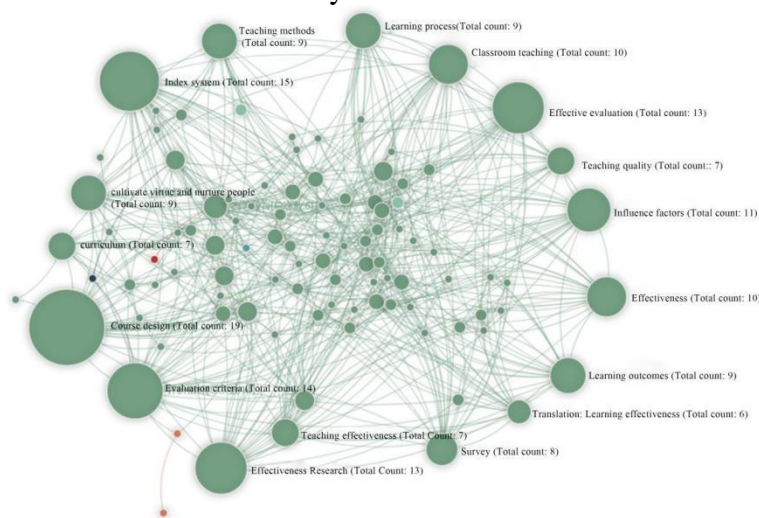 Teaching methods
(Total count: 9)
Learning process(Total count: 9)
Classroom teaching (Total count: 10)
Index system (Total count: 15)
Effective evaluation (Total count: 13)
Teaching quality (Total count:: 7)
cultivate virtue and nurture people
(Total count: 9)
Influence factors (Total count: 11)
curriculum (Total count: 7)
Effectiveness (Total count: 10)
Course design (Total count: 19)
Learning outcomes (Total count: 9)
Evaluation criteria (Total count: 14)
Translation: Learning effectiveness (Total count: 6)
Teaching effectiveness (Total Count: 7)
Survey (Total count: 8)
Effectiveness Research (Total Count: 13)